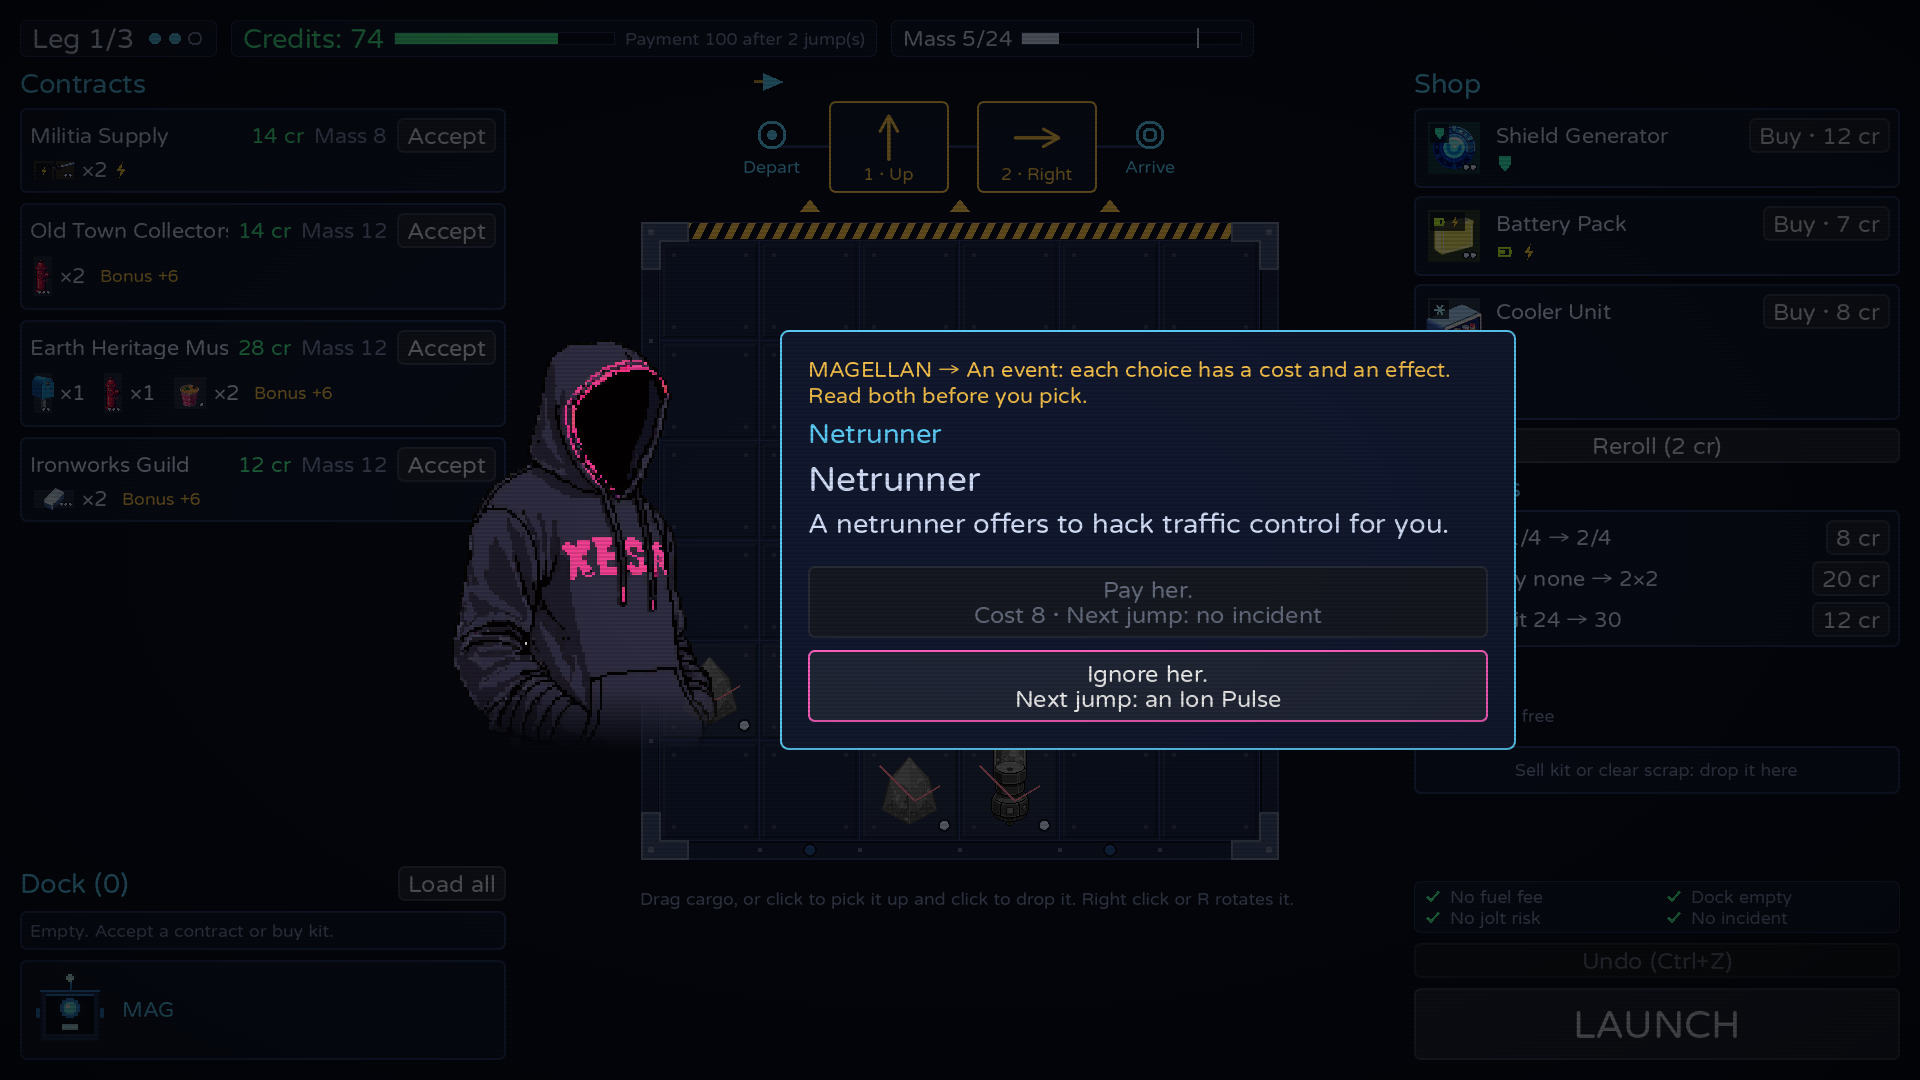 Leg 1/3
Credits: 74
Payment 100 after 2 jump(s)
Mass 5/24
Contracts
Militia Supply 14 cr Mass 8 Accept
×2
Old Town Collector 14 cr Mass 12 Accept
×2 Bonus +6
Earth Heritage Mus 28 cr Mass 12 Accept
×1 ×1 ×2 Bonus +6
Ironworks Guild 12 cr Mass 12 Accept
×2 Bonus +6
Depart
1 · Up
2 · Right
Arrive
Shop
Shield Generator Buy · 12 cr
Battery Pack Buy · 7 cr
Cooler Unit Buy · 8 cr
Reroll (2 cr)
/4 → 2/4 8 cr
y none → 2×2 20 cr
it 24 → 30 12 cr
free
Sell kit or clear scrap: drop it here
MAGELLAN → An event: each choice has a cost and an effect.
Read both before you pick.
Netrunner
Netrunner
A netrunner offers to hack traffic control for you.
Pay her.
Cost 8 · Next jump: no incident
Ignore her.
Next jump: an Ion Pulse
Dock (0) Load all
Empty. Accept a contract or buy kit.
MAG
Drag cargo, or click to pick it up and click to drop it. Right click or R rotates it.
No fuel fee Dock empty
No jolt risk No incident
Undo (Ctrl+Z)
LAUNCH